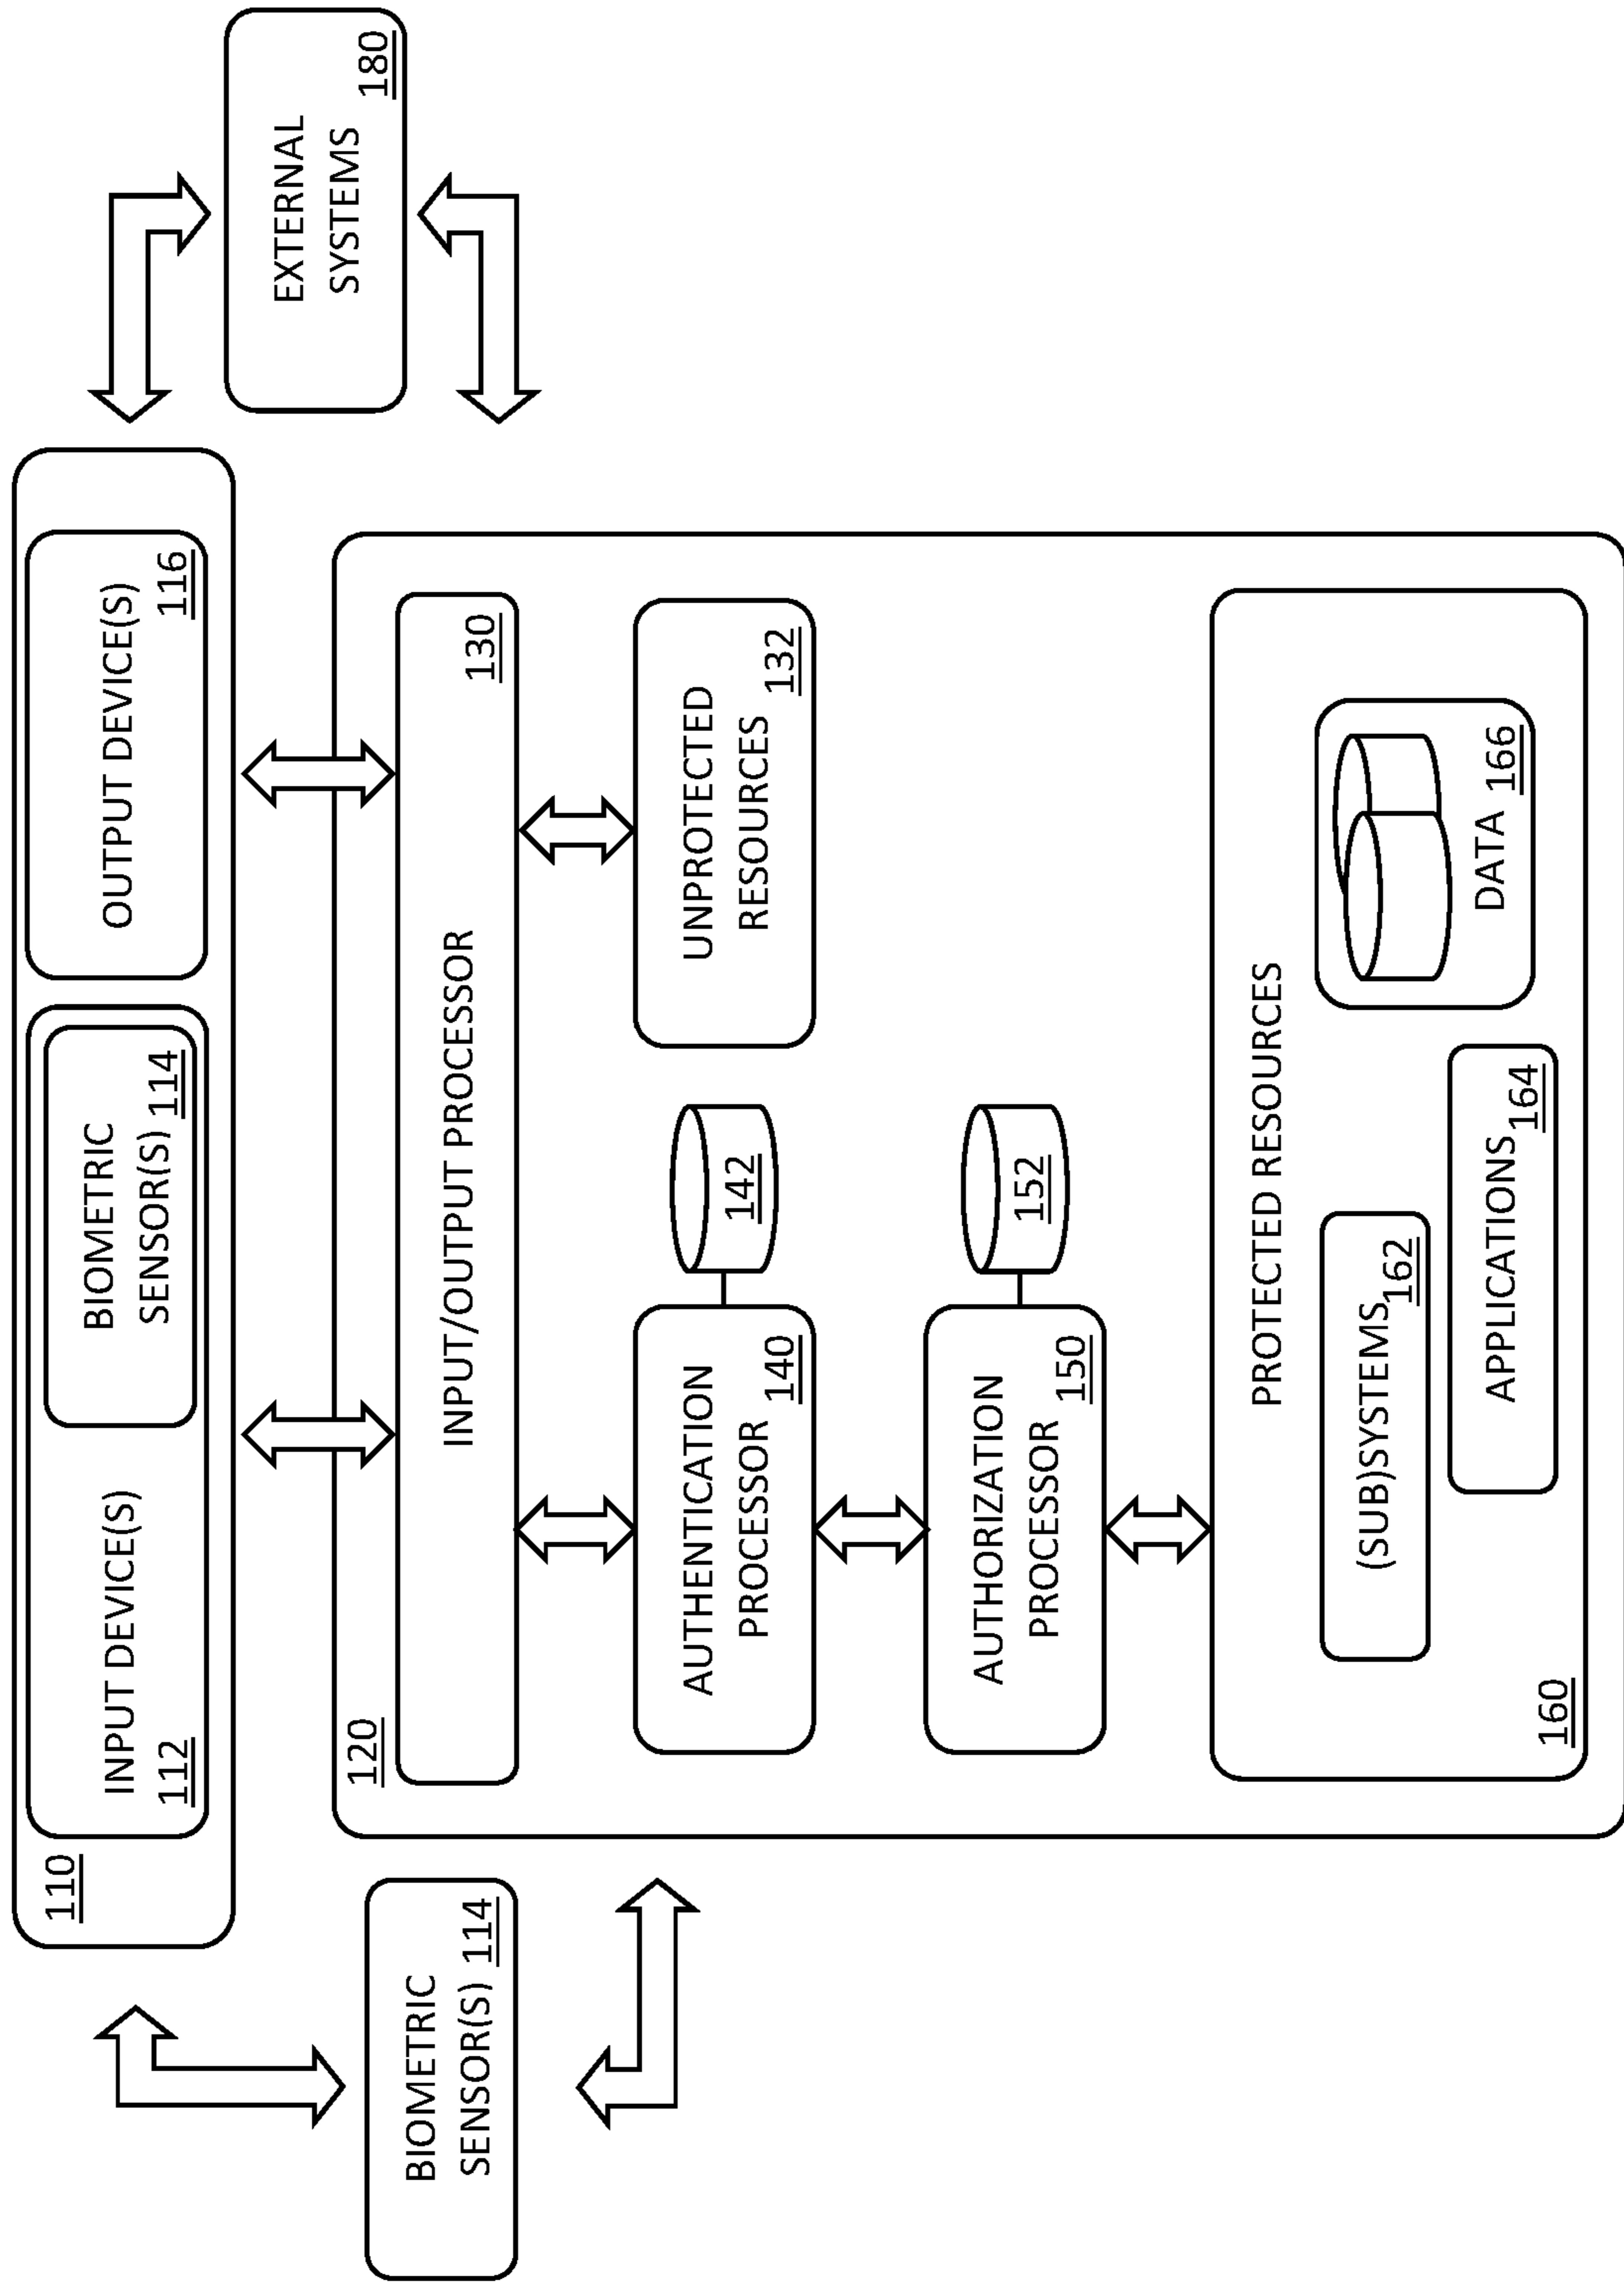 110
INPUT DEVICE(S)
112
BIOMETRIC
SENSOR(S) 114
OUTPUT DEVICE(S)
116
EXTERNAL
SYSTEMS
180
BIOMETRIC
SENSOR(S) 114
120
INPUT/OUTPUT PROCESSOR
130
AUTHENTICATION
PROCESSOR
140
142
UNPROTECTED
RESOURCES
132
AUTHORIZATION
PROCESSOR
150
152
PROTECTED RESOURCES
(SUB)SYSTEMS
162
APPLICATIONS
164
DATA 166
160